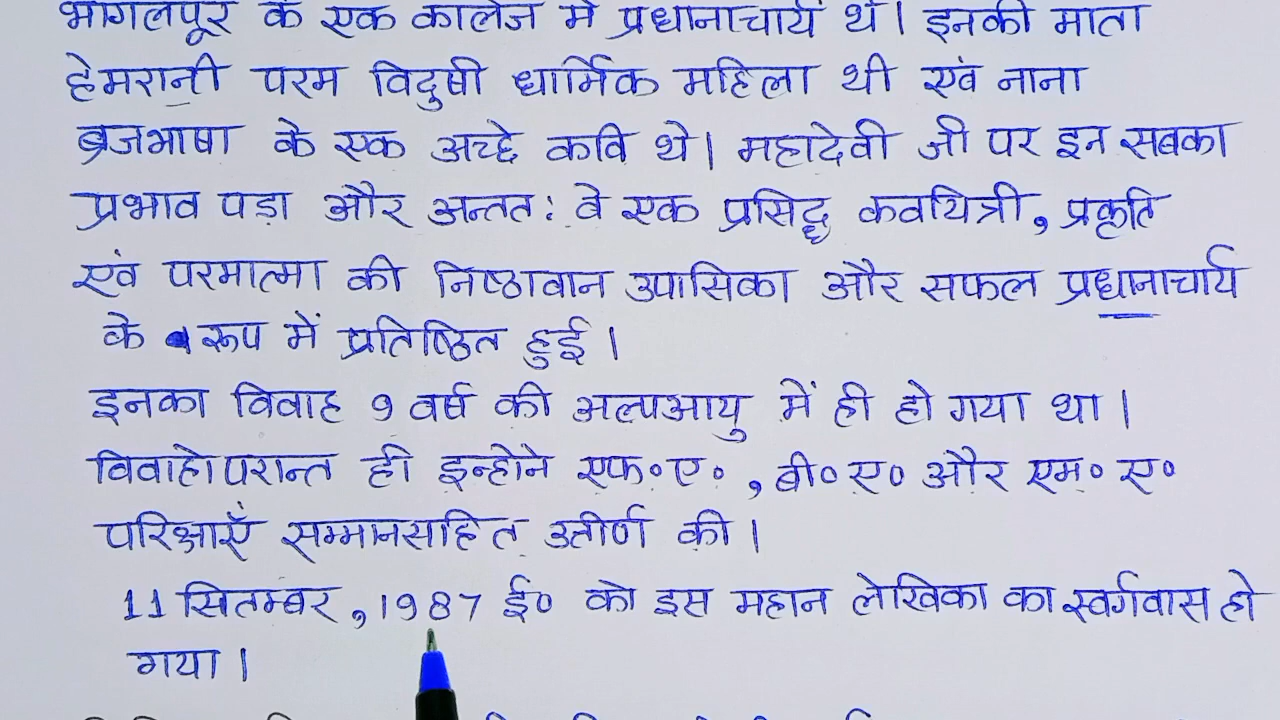 भागलपूर के एक कालेज में प्रधानाचार्य थे। इनकी माता
हेमरानी परम विदुषी धार्मिक महिला थी एवं नाना
ब्रजभाषा के एक अच्छे कवि थे। महादेवी जी पर इन सबका
प्रभाव पड़ा और अन्ततः वे एक प्रसिद्ध कवयित्री, प्रकृति
एवं परमात्मा की निष्ठावान उपासिका और सफल प्रधानाचार्य
के रूप में प्रतिष्ठित हुई।
इनका विवाह 9 वर्ष की अल्पआयु में ही हो गया था।
विवाहोपरान्त ही इन्होने एफ०ए०, बी०ए० और एम०ए०
परिक्षाएँ सम्मानसहित उतीर्ण की।
11 सितम्बर, 1987 ई० को इस महान लेखिका का स्वर्गवास हो
गया।